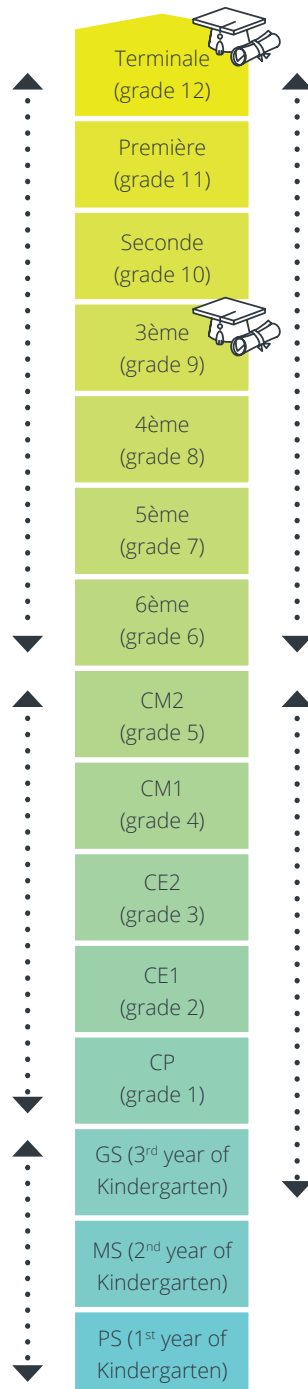 Terminale
(grade 12)
Première
(grade 11)
Seconde
(grade 10)
3ème
(grade 9)
4ème
(grade 8)
5ème
(grade 7)
6ème
(grade 6)
CM2
(grade 5)
CM1
(grade 4)
CE2
(grade 3)
CE1
(grade 2)
CP
(grade 1)
GS (3rd year of
Kindergarten)
MS (2nd year of
Kindergarten)
PS (1st year of
Kindergarten)